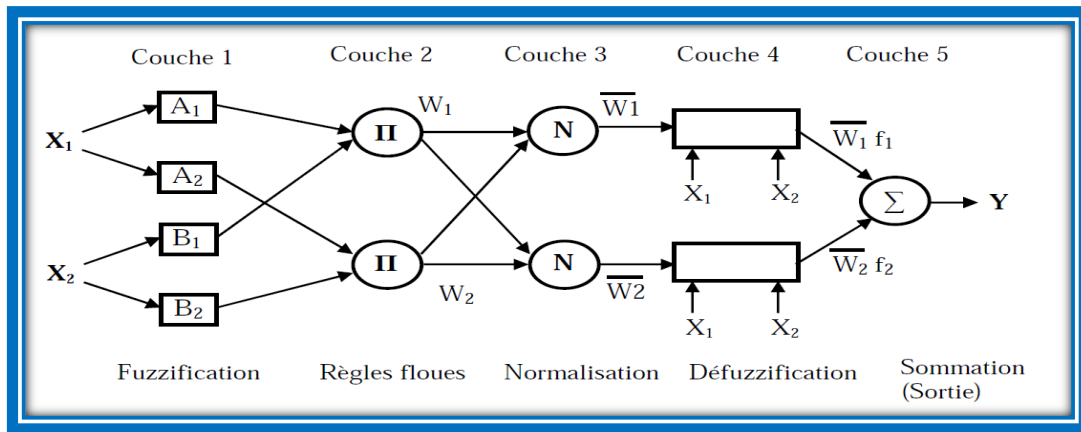 Couche 1 Couche 2 Couche 3 Couche 4 Couche 5
A₁ W₁ W̅1̅
X₁ Π N W̅₁ f₁
A₂ X₁ X₂
B₁ Σ Y
X₂ Π N W̅₂ f₂
W₂ W̅2̅
B₂ X₁ X₂
Fuzzification Règles floues Normalisation Défuzzification Sommation
(Sortie)